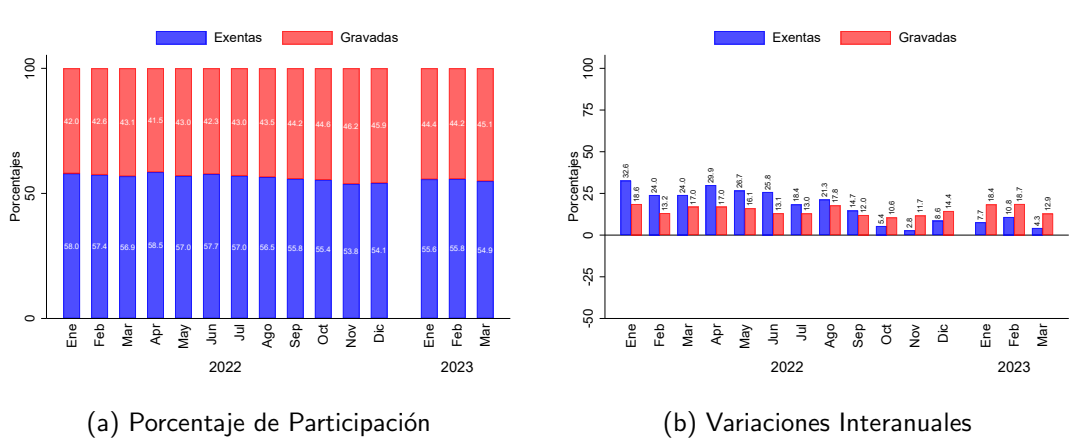 Exentas Gravadas
Porcentajes
100
50
0
42.0 42.6 43.1 41.5 43.0 42.3 43.0 43.5 44.2 44.6 46.2 45.9 44.4 44.2 45.1
58.0 57.4 56.9 58.5 57.0 57.7 57.0 56.5 55.8 55.4 53.8 54.1 55.6 55.8 54.9
Ene Feb Mar Apr May Jun Jul Ago Sep Oct Nov Dic Ene Feb Mar
2022 2023
(a) Porcentaje de Participación
Exentas Gravadas
Porcentajes
100
75
50
25
0
-25
-50
32.6 18.6 24.0 13.2 24.0 17.0 29.9 17.0 26.7 16.1 25.8 13.1 18.4 13.0 21.3 17.8 14.7 12.0 5.4 10.6 2.8 11.7 8.6 14.4 7.7 18.4 10.8 18.7 4.3 12.9
Ene Feb Mar Apr May Jun Jul Ago Sep Oct Nov Dic Ene Feb Mar
2022 2023
(b) Variaciones Interanuales